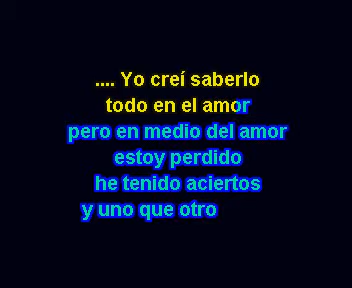 .... Yo creí saberlo
todo en el amor
pero en medio del amor
estoy perdido
he tenido aciertos
y uno que otro